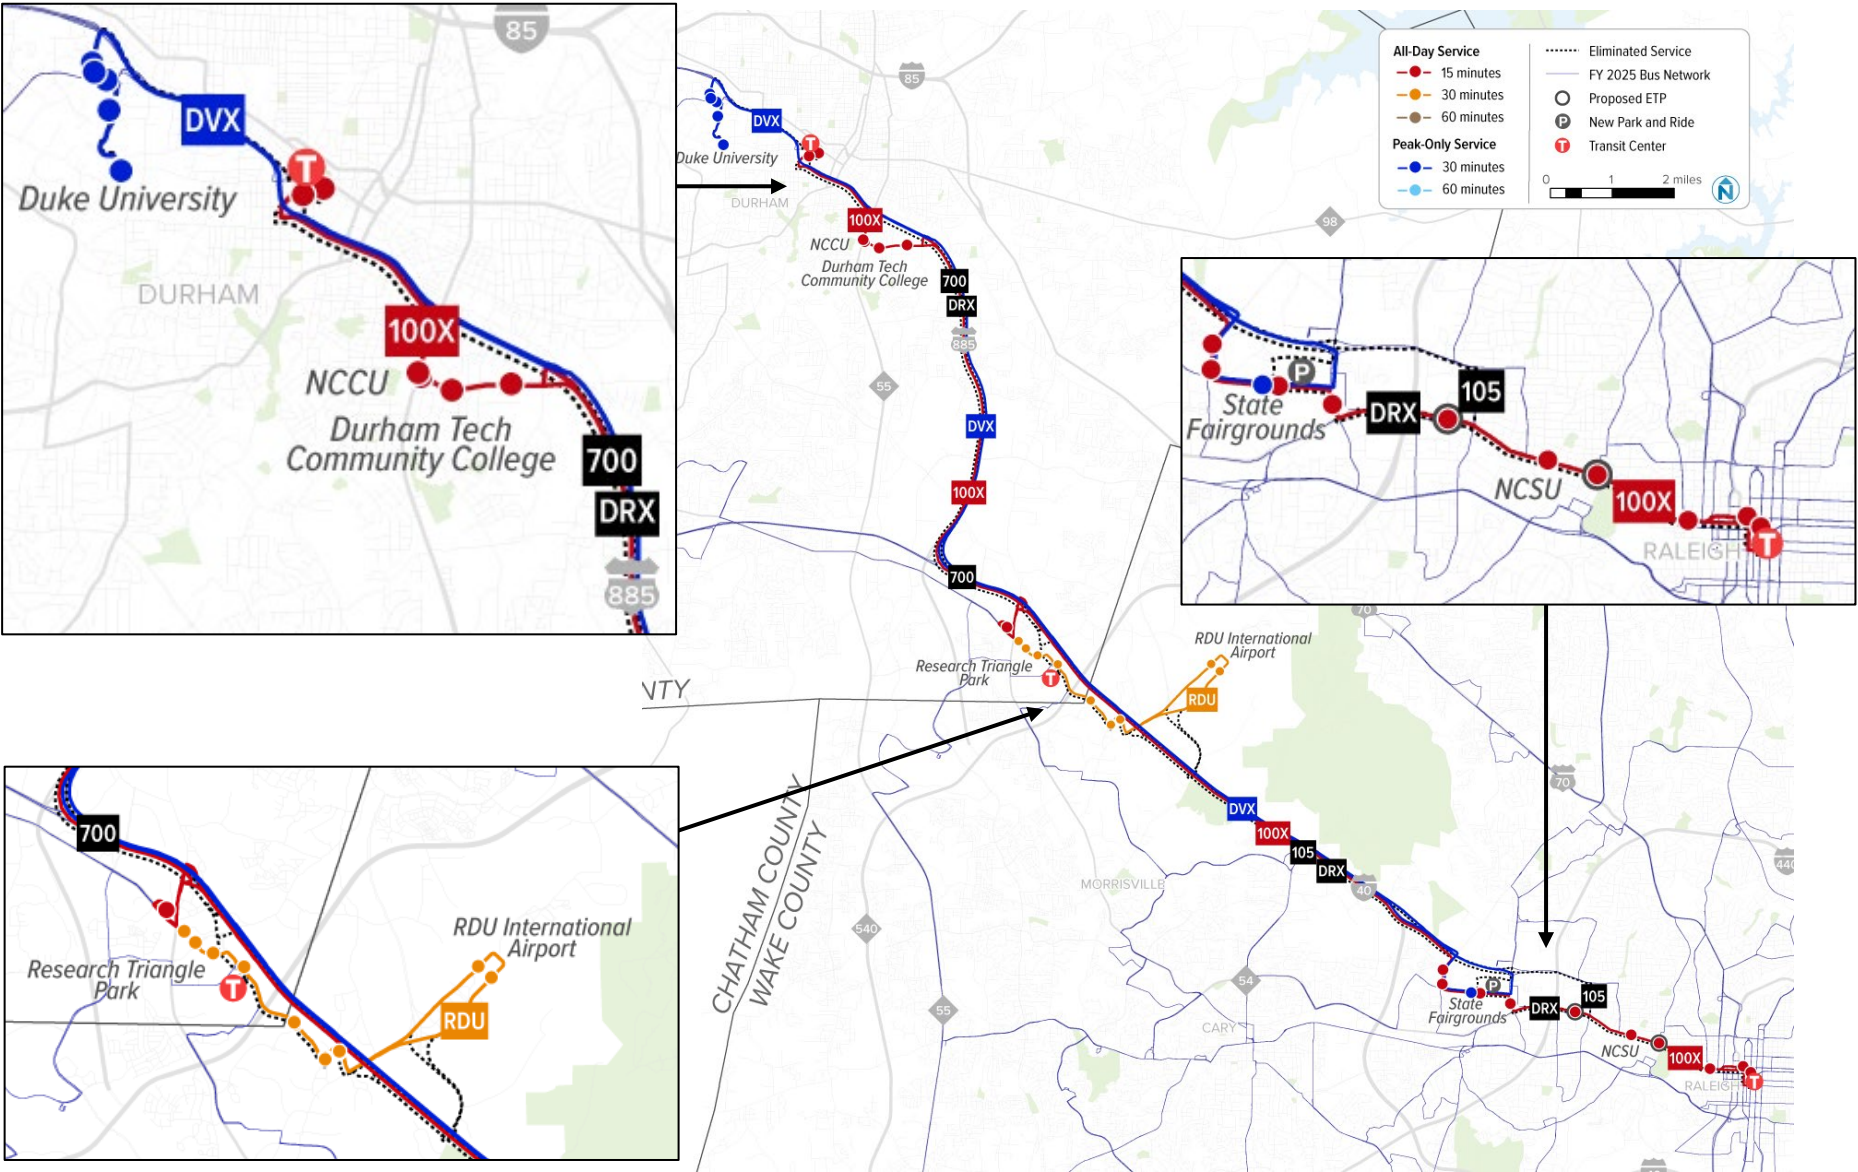 85
DVX
T
Duke University
DURHAM
100X
NCCU
Durham Tech
Community College
700
DRX
885
85
DVX
T
Duke University
DURHAM
98
100X
NCCU
Durham Tech
Community College
700
DRX
885
55
DVX
100X
700
All-Day Service
15 minutes
30 minutes
60 minutes
Peak-Only Service
30 minutes
60 minutes
Eliminated Service
FY 2025 Bus Network
Proposed ETP
P New Park and Ride
T Transit Center
0 1 2 miles
N
P
State
Fairgrounds
DRX
105
NCSU
100X
RALEIGH
T
70
RDU International
Airport
Research Triangle
Park
T
RDU
NTY
DVX
100X
105
DRX
40
70
440
MORRISVILLE
CHATHAM COUNTY
WAKE COUNTY
540
54
55
CARY
P
State
Fairgrounds
DRX
105
NCSU
100X
RALEIGH
T
700
RDU International
Airport
Research Triangle
Park
T
RDU